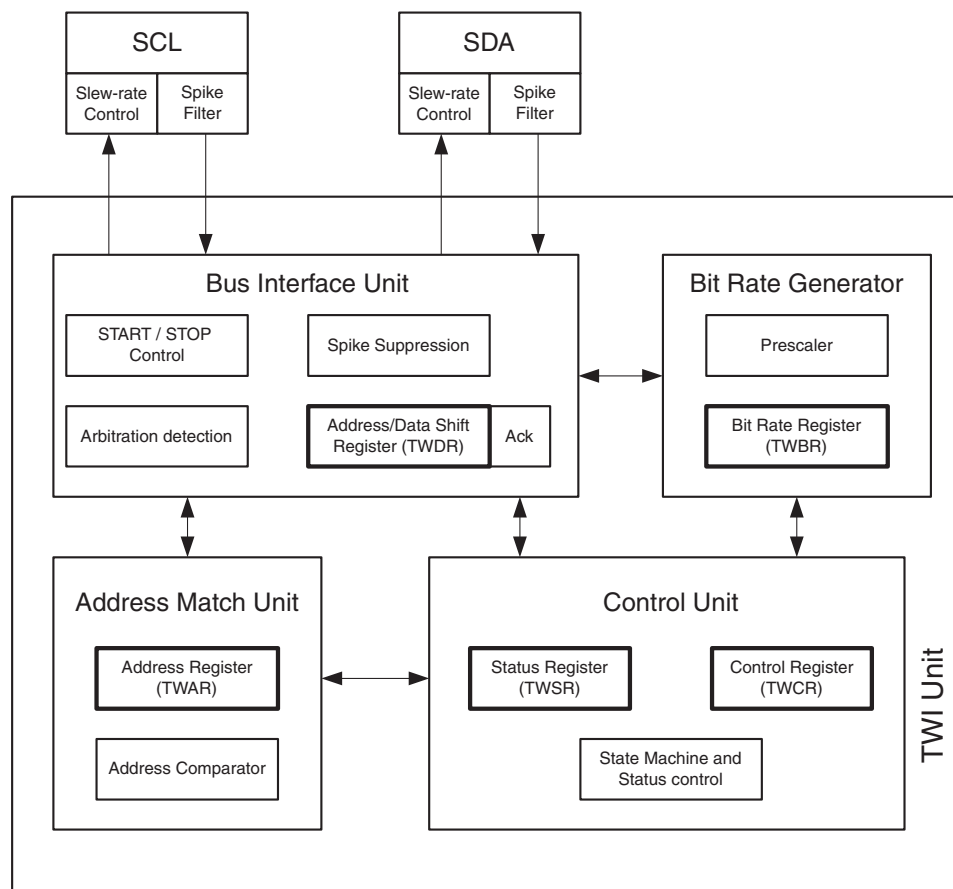 SCL
Slew-rate
Control
Spike
Filter
SDA
Slew-rate
Control
Spike
Filter
Bus Interface Unit
START / STOP
Control
Spike Suppression
Arbitration detection
Address/Data Shift
Register (TWDR)
Ack
Bit Rate Generator
Prescaler
Bit Rate Register
(TWBR)
Address Match Unit
Address Register
(TWAR)
Address Comparator
Control Unit
Status Register
(TWSR)
Control Register
(TWCR)
State Machine and
Status control
TWI Unit